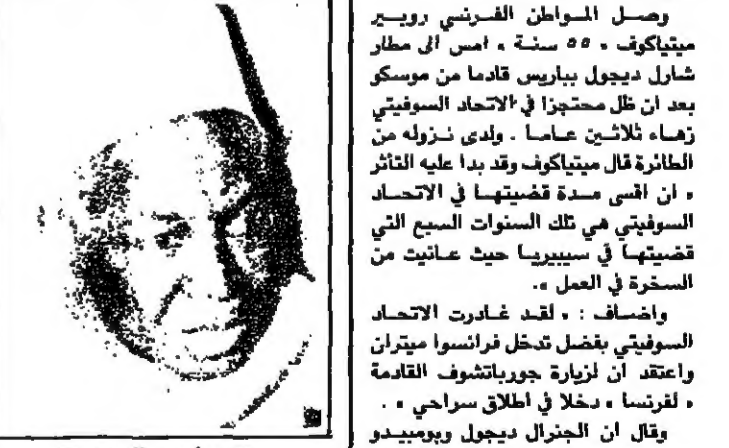 وصل المواطن الفرنسي روبير
ميتياكوف « ٥٥ سنة » امس الى مطار
شارل ديجول بباريس قادما من موسكو
بعد ان ظل محتجزا في الاتحاد السوفيتي
زهاء ثلاثين عاما . ولدى نزوله من
الطائرة قال ميتياكوف وقد بدا عليه التأثر
« ان اقسى مدة قضيتها في الاتحاد
السوفيتي هي تلك السنوات السبع التي
قضيتها في سيبيريا حيث عانيت من
السخرة في العمل ».
واضاف : « لقد غادرت الاتحاد
السوفيتي بفضل تدخل فرانسوا ميتران
واعتقد ان لزيارة جورباتشوف القادمة
« لفرنسا » دخلا في اطلاق سراحي » .
وقال ان الجنرال ديجول وبومبيدو